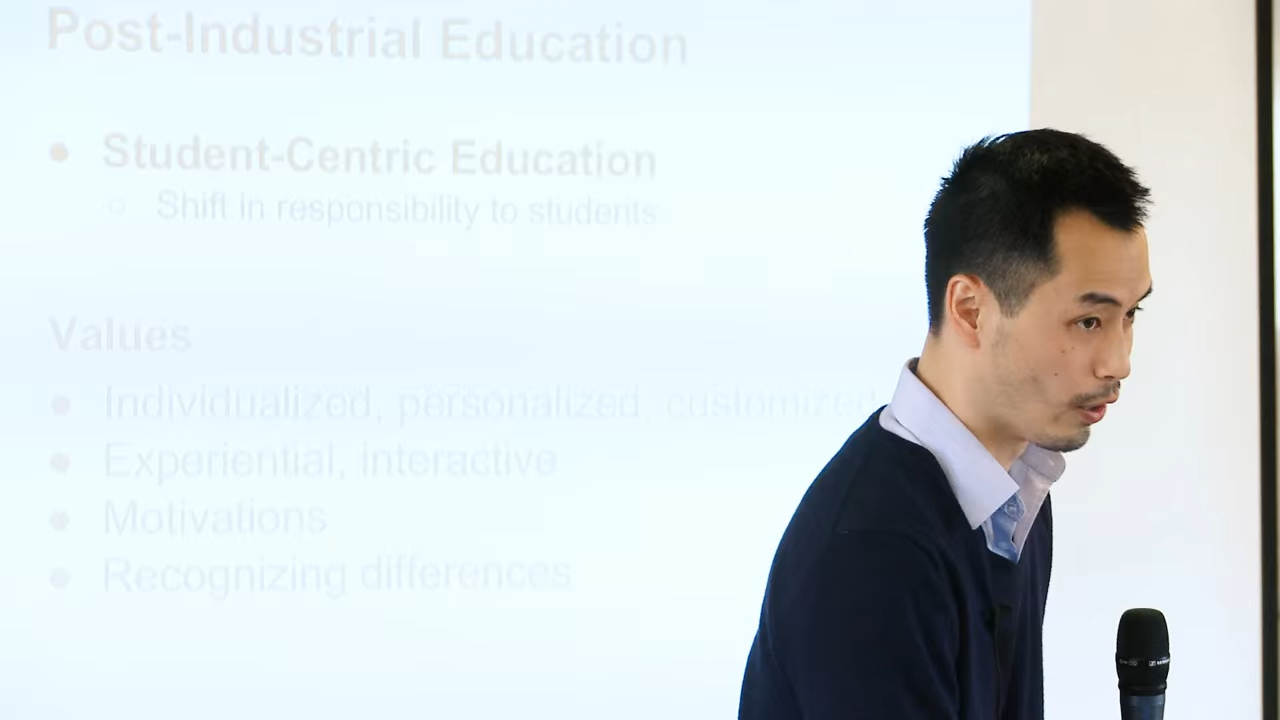 Post-Industrial Education
Student-Centric Education
Shift in responsibility to students
Values
Individualized, personalized, customized
Experiential, interactive
Motivations
Recognizing differences